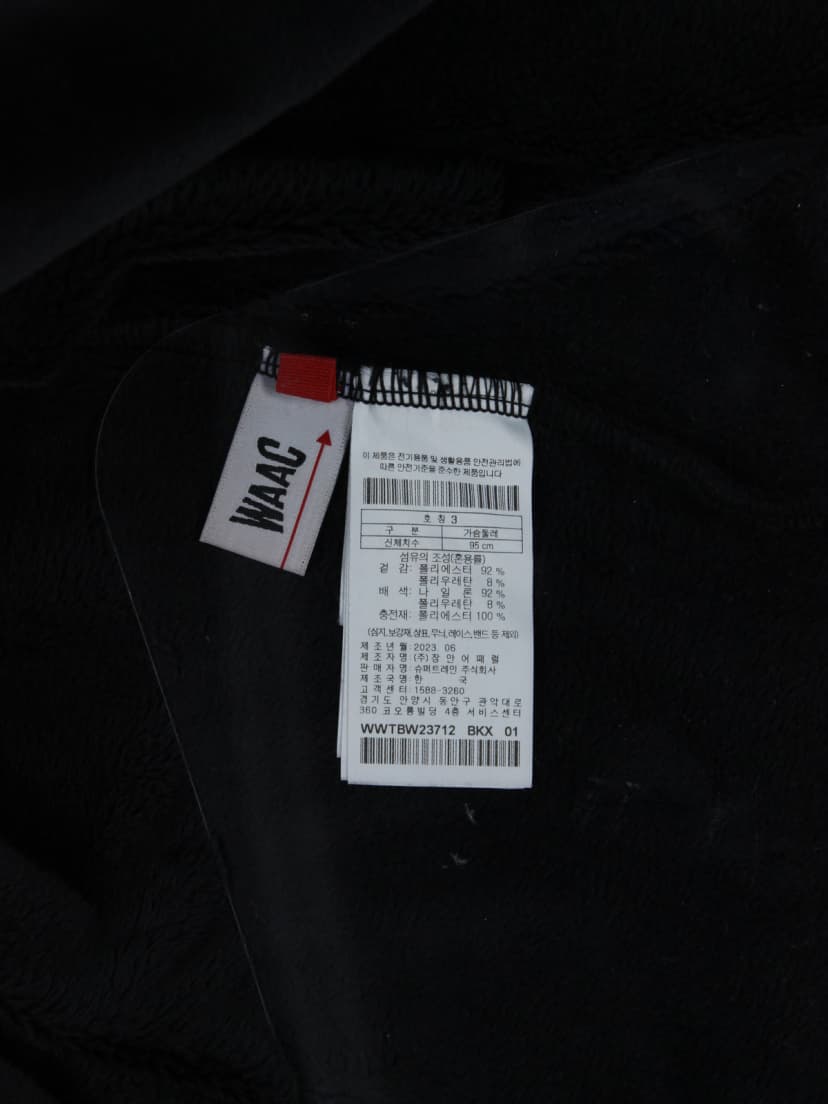 WAAC
이 제품은 전기용품 및 생활용품 안전관리법에
따른 안전기준을 준수한 제품입니다
호 칭 3
구 분 가슴둘레
신체치수 95 cm
섬유의 조성(혼용률)
겉 감: 폴리에스터 92 %
폴리우레탄 8 %
배 색: 나 일 론 92 %
폴리우레탄 8 %
충전재: 폴리에스터 100 %
(심지,보강재,상표,무늬,레이스,밴드 등 제외)
제 조 년 월: 2023. 06
제 조 자 명: (주) 장 안 어 패 럴
판 매 자 명: 슈퍼트레인 주식회사
제 조 국 명: 한 국
고 객 센 터: 1588-3260
경 기 도 안 양 시 동 안 구 관 악 대 로
360 코 오 롱 빌 딩 4층 서 비 스 센 터
WWTBW23712 BKX 01